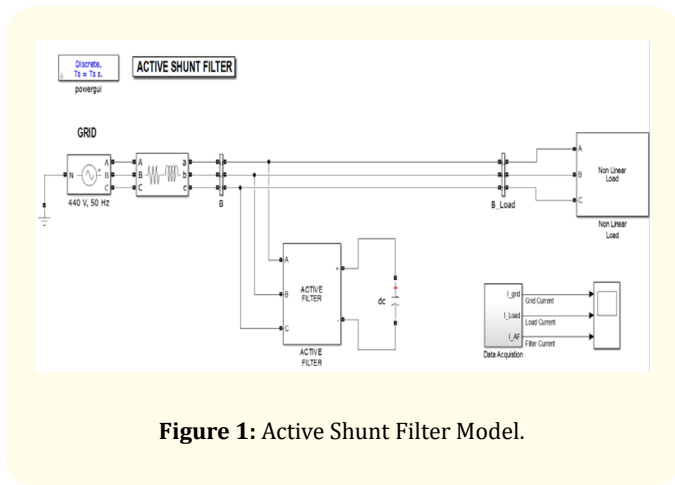 Discrete,
Ts = Ts s.
powergui
ACTIVE SHUNT FILTER
GRID
N
A
B
C
440 V, 50 Hz
A
B
C
a
b
c
B
B_Load
A
B
C
Non Linear
Load
Non Linear
Load
A
B
C
+
-
ACTIVE
FILTER
ACTIVE
FILTER
dc
+
I_grid
I_Load
I_AF
Grid Current
Load Current
Filter Current
Data Acquistion
Figure 1: Active Shunt Filter Model.